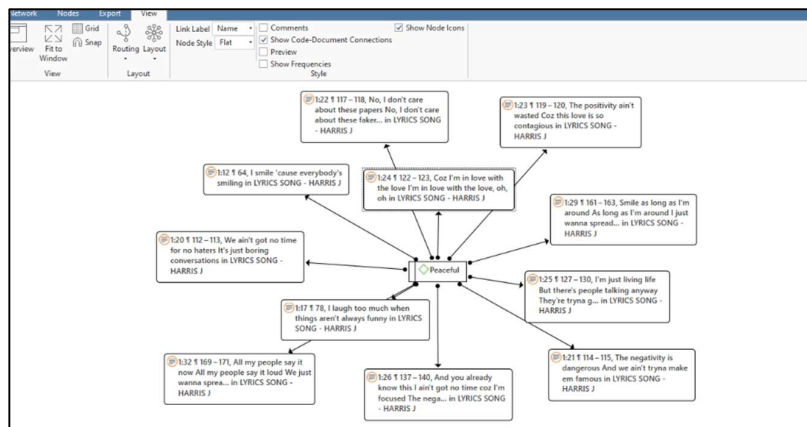 Network Nodes Export View
Overview
Fit to
Window
Grid
Snap
View
Routing
Layout
Layout
Link Label Name
Node Style Flat
Comments
Show Code-Document Connections
Preview
Show Frequencies
Show Node Icons
Style
1:22 ¶ 117 – 118, No, I don't care
about these papers No, I don't care
about these faker... in LYRICS SONG
- HARRIS J
1:23 ¶ 119 – 120, The positivity ain't
wasted Coz this love is so
contagious in LYRICS SONG -
HARRIS J
1:12 ¶ 64, I smile 'cause everybody's
smiling in LYRICS SONG - HARRIS J
1:24 ¶ 122 – 123, Coz I'm in love with
the love I'm in love with the love, oh,
oh in LYRICS SONG - HARRIS J
1:29 ¶ 161 – 163, Smile as long as I'm
around As long as I'm around I just
wanna spread... in LYRICS SONG -
HARRIS J
1:20 ¶ 112 – 113, We ain't got no time
for no haters It's just boring
conversations in LYRICS SONG -
HARRIS J
Peaceful
1:25 ¶ 127 – 130, I'm just living life
But there's people talking anyway
They're tryna g... in LYRICS SONG -
HARRIS J
1:17 ¶ 78, I laugh too much when
things aren't always funny in LYRICS
SONG - HARRIS J
1:32 ¶ 169 – 171, All my people say it
now All my people say it loud We just
wanna sprea... in LYRICS SONG -
HARRIS J
1:26 ¶ 137 – 140, And you already
know this I ain't got no time coz I'm
focused The nega... in LYRICS SONG
- HARRIS J
1:21 ¶ 114 – 115, The negativity is
dangerous And we ain't tryna make
em famous in LYRICS SONG -
HARRIS J